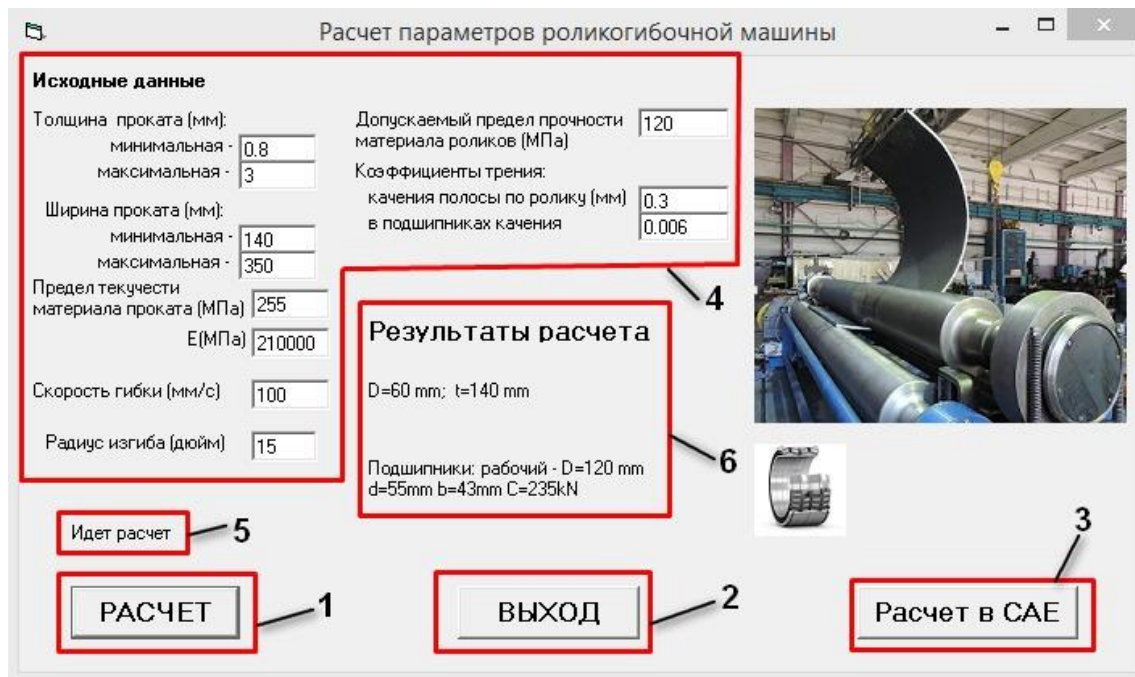 Расчет параметров роликогибочной машины
Исходные данные
Толщина проката (мм):
минимальная - 0.8
максимальная - 3
Ширина проката (мм):
минимальная - 140
максимальная - 350
Предел текучести
материала проката (МПа) 255
E(МПа) 210000
Скорость гибки (мм/с) 100
Радиус изгиба (дюйм) 15
Допускаемый предел прочности
материала роликов (МПа) 120
Коэффициенты трения:
качения полосы по ролику (мм) 0.3
в подшипниках качения 0.006
4
Результаты расчета
D=60 mm; t=140 mm
Подшипники: рабочий - D=120 mm
d=55mm b=43mm C=235kN
6
Идет расчет 5
3
РАСЧЕТ 1
ВЫХОД 2
Расчет в CAE